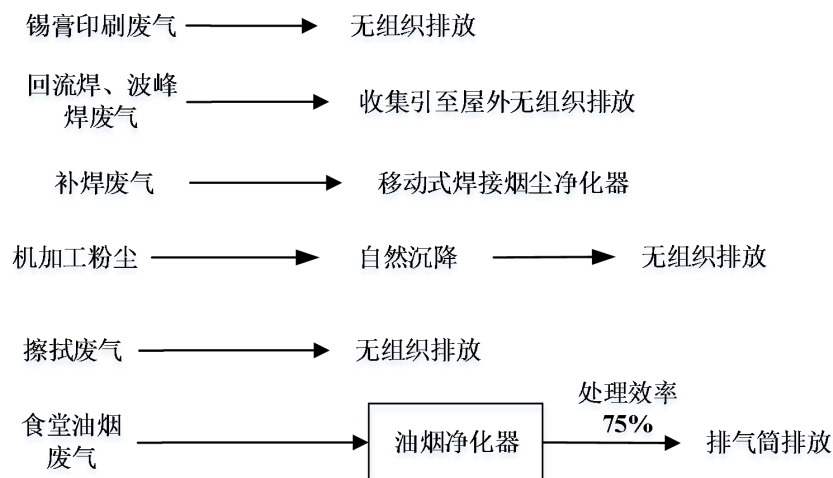 锡膏印刷废气 无组织排放
回流焊、波峰
焊废气
收集引至屋外无组织排放
补焊废气 移动式焊接烟尘净化器
机加工粉尘 自然沉降 无组织排放
擦拭废气 无组织排放
食堂油烟
废气
油烟净化器
处理效率
75%
排气筒排放